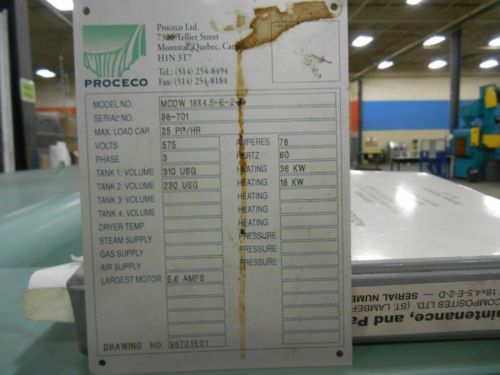 Proceco Ltd.
7300 Tellier Street
Montreal, Quebec,
H1N 3T7
Tel.: (514) 254-8494
Fax: (514) 254-8184
PROCECO
MODEL NO. MCDW 18X4.5-E-2-D
SERIAL NO. 98-701
MAX. LOAD CAP. 25 PI³/HR
VOLTS 575 AMPERES 78
PHASE 3 HERTZ 60
TANK 1: VOLUME 310 USG HEATING 36 KW
TANK 2: VOLUME 230 USG HEATING 18 KW
TANK 3: VOLUME HEATING
TANK 4: VOLUME HEATING
DRYER TEMP. HEATING
STEAM SUPPLY PRESSURE
GAS SUPPLY PRESSURE
AIR SUPPLY PRESSURE
LARGEST MOTOR 5.6 AMPS
DRAWING NO. 98701E01
COMPOSITES LTD. (ST. LAMBER
18x4.5-E-2-D – SERIAL NUMB
intenance, and Pa